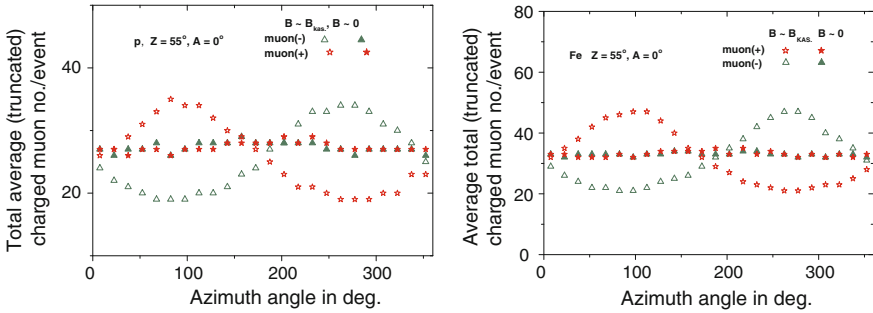 Total average (truncated)
charged muon no./event
40
20
0
100
200
300
Azimuth angle in deg.
p, Z = 55°, A = 0°
B ~ B_kas., B ~ 0
muon(-)
muon(+)
Average total (truncated)
charged muon no./event
80
60
40
20
0
0
100
200
300
Azimuth angle in deg.
Fe Z = 55°, A = 0°
B ~ B_KAS. B ~ 0
muon(+)
muon(-)